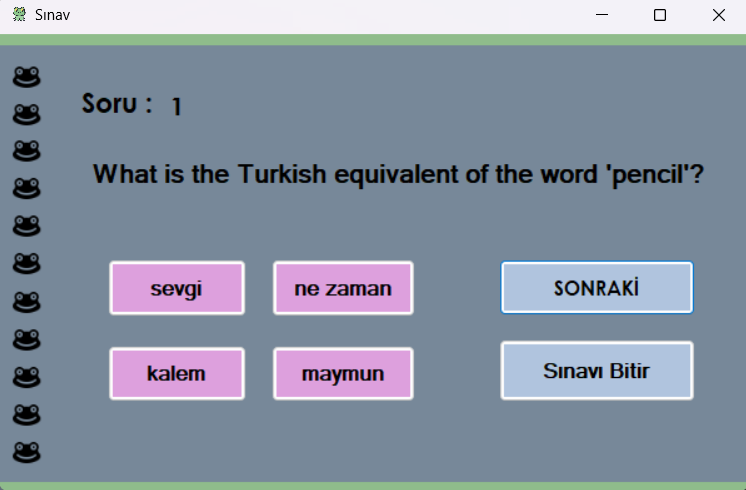 Sınav
Soru : 1
What is the Turkish equivalent of the word 'pencil'?
sevgi
ne zaman
SONRAKİ
kalem
maymun
Sınavı Bitir